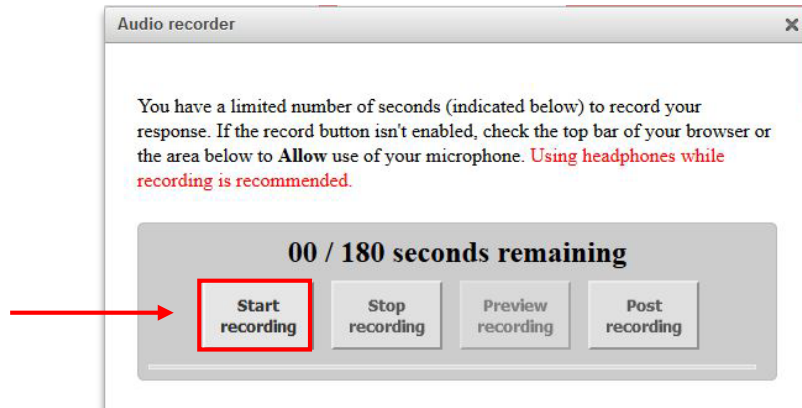 Audio recorder
You have a limited number of seconds (indicated below) to record your
response. If the record button isn't enabled, check the top bar of your browser or
the area below to Allow use of your microphone. Using headphones while
recording is recommended.
00 / 180 seconds remaining
Start recording
Stop recording
Preview recording
Post recording